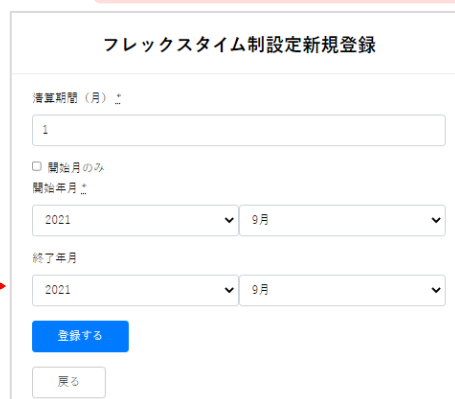 フレックスタイム制設定新規登録
清算期間（月） *
1
開始月のみ
開始年月 *
2021 9月
終了年月
2021 9月
登録する
戻る